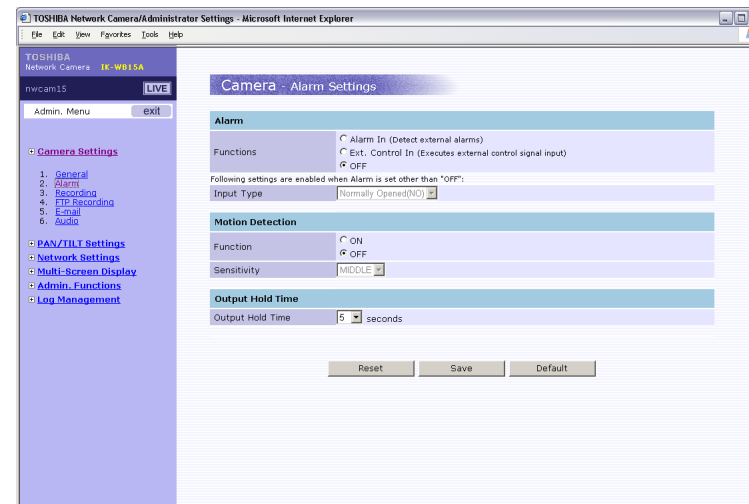 TOSHIBA Network Camera/Administrator Settings - Microsoft Internet Explorer
File Edit View Favorites Tools Help
TOSHIBA
Network Camera IK-WB15A
nwcam15 LIVE
Admin. Menu exit
Camera Settings
1. General
2. Alarm
3. Recording
4. FTP Recording
5. E-mail
6. Audio
PAN/TILT Settings
Network Settings
Multi-Screen Display
Admin. Functions
Log Management
Camera - Alarm Settings
Alarm
Functions
Alarm In (Detect external alarms)
Ext. Control In (Executes external control signal input)
OFF
Following settings are enabled when Alarm is set other than "OFF":
Input Type Normally Opened(NO)
Motion Detection
Function
ON
OFF
Sensitivity MIDDLE
Output Hold Time
Output Hold Time 5 seconds
Reset Save Default